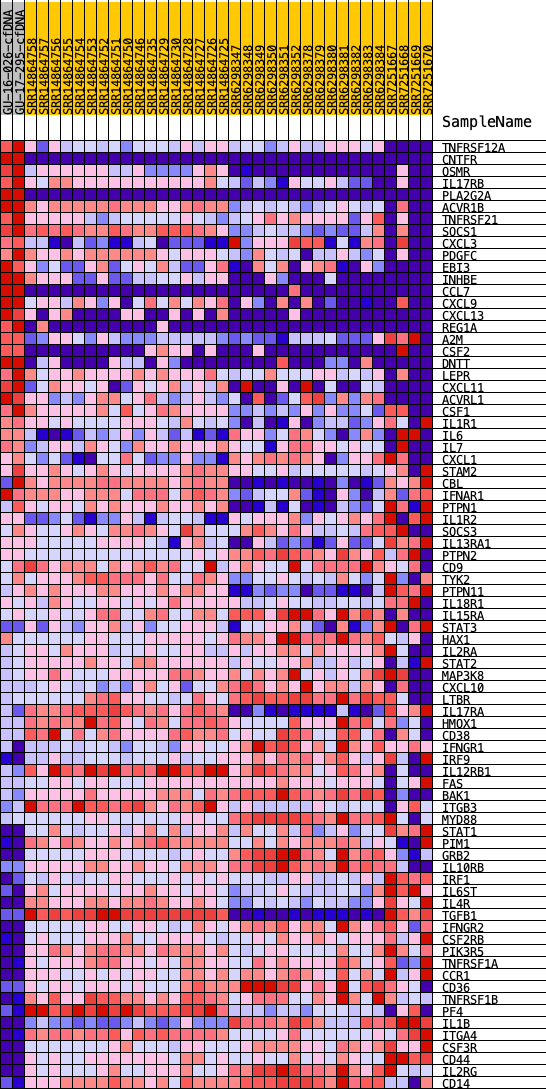 GU-16-026-cfDNA
GU-17-295-cfDNA
SRR14864758
SRR14864757
SRR14864756
SRR14864755
SRR14864754
SRR14864753
SRR14864752
SRR14864751
SRR14864750
SRR14864746
SRR14864735
SRR14864729
SRR14864730
SRR14864728
SRR14864727
SRR14864726
SRR14864725
SRR6298347
SRR6298348
SRR6298349
SRR6298350
SRR6298351
SRR6298352
SRR6298378
SRR6298379
SRR6298380
SRR6298381
SRR6298382
SRR6298383
SRR6298384
SRR7251667
SRR7251668
SRR7251669
SRR7251670
SampleName
TNFRSF12A
CNTFR
OSMR
IL17RB
PLA2G2A
ACVR1B
TNFRSF21
SOCS1
CXCL3
PDGFC
EBI3
INHBE
CCL7
CXCL9
CXCL13
REG1A
A2M
CSF2
DNTT
LEPR
CXCL11
ACVRL1
CSF1
IL1R1
IL6
IL7
CXCL1
STAM2
CBL
IFNAR1
PTPN1
IL1R2
SOCS3
IL13RA1
PTPN2
CD9
TYK2
PTPN11
IL18R1
IL15RA
STAT3
HAX1
IL2RA
STAT2
MAP3K8
CXCL10
LTBR
IL17RA
HMOX1
CD38
IFNGR1
IRF9
IL12RB1
FAS
BAK1
ITGB3
MYD88
STAT1
PIM1
GRB2
IL10RB
IRF1
IL6ST
IL4R
TGFB1
IFNGR2
CSF2RB
PIK3R5
TNFRSF1A
CCR1
CD36
TNFRSF1B
PF4
IL1B
ITGA4
CSF3R
CD44
IL2RG
CD14